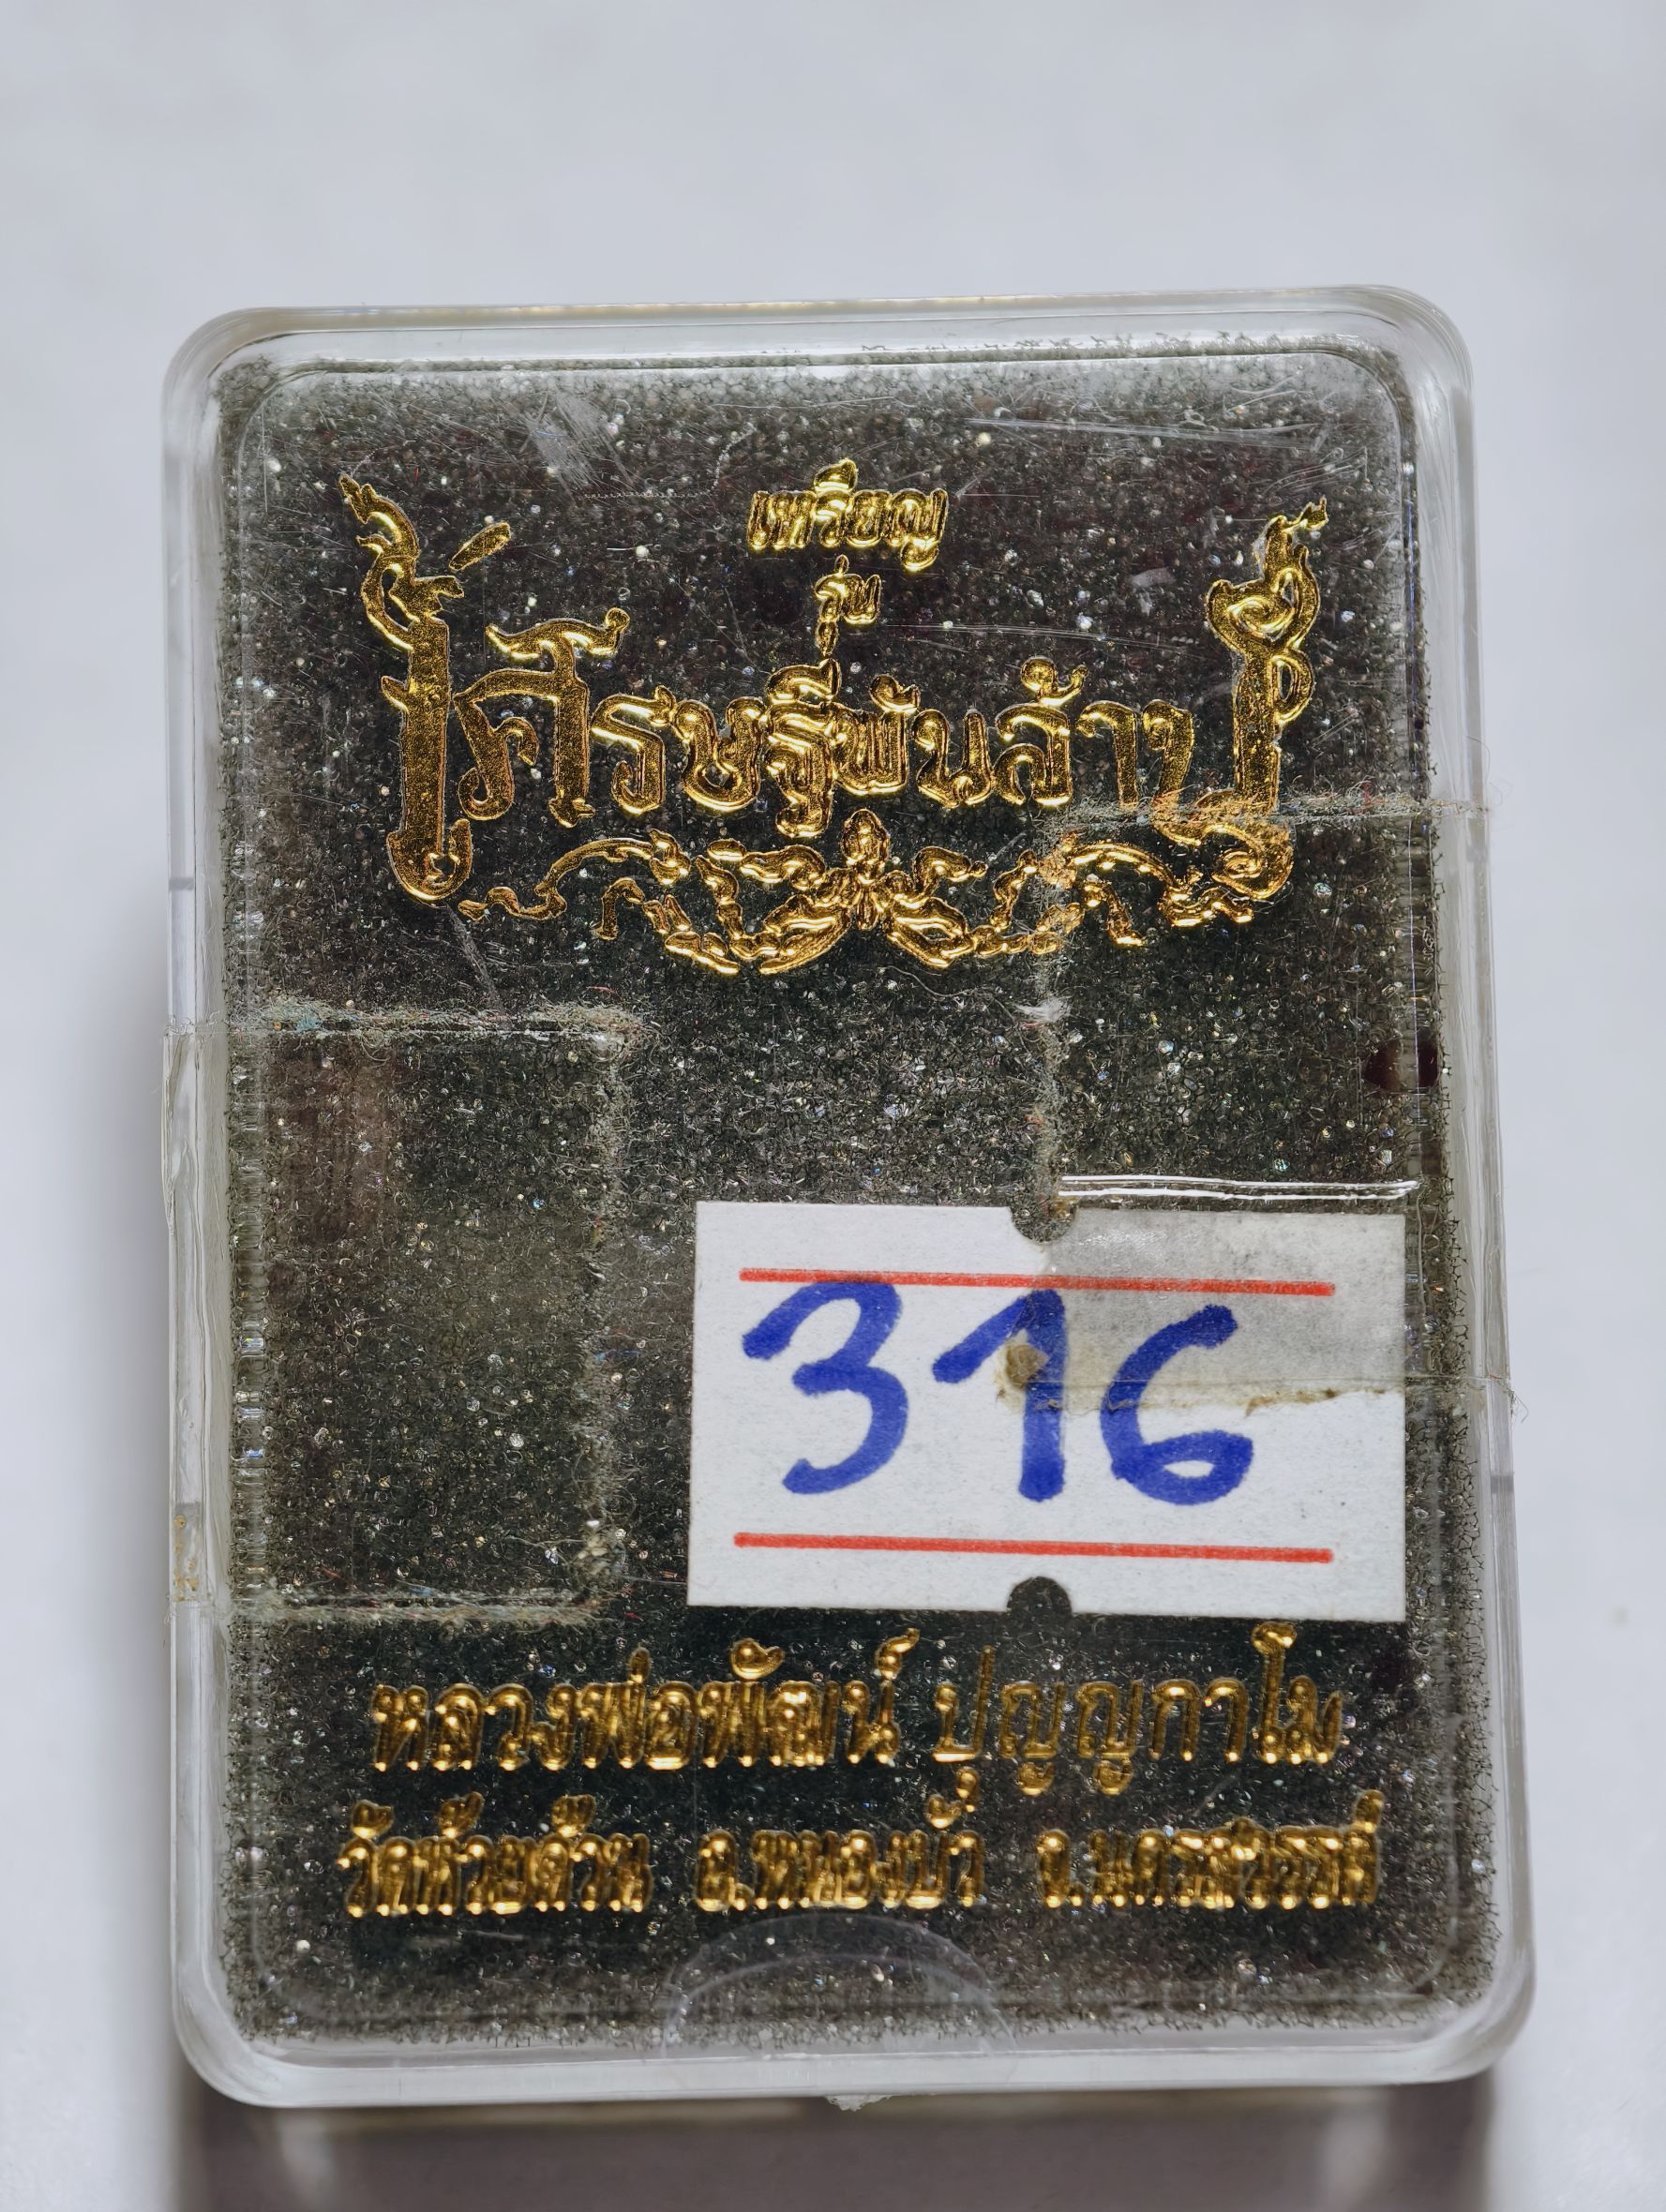 เหรียญ
รุ่น
เศรษฐีพันล้าน
316
หลวงพ่อพัฒน์ ปุญญกาโม
วัดห้วยด้วน อ.หนองบัว จ.นครสวรรค์